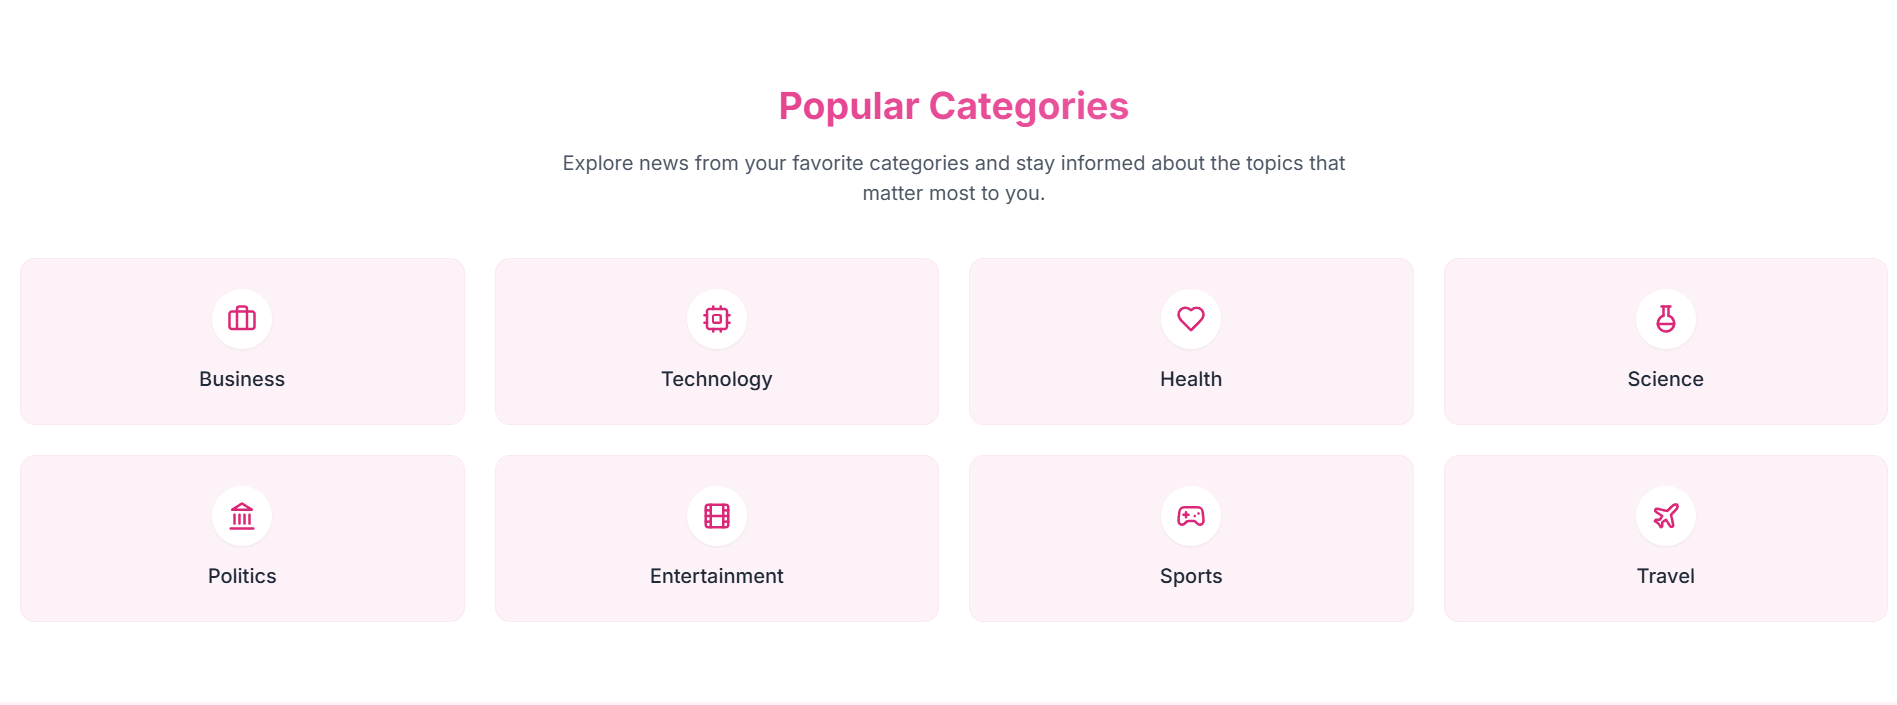 Popular Categories
Explore news from your favorite categories and stay informed about the topics that
matter most to you.
Business
Technology
Health
Science
Politics
Entertainment
Sports
Travel